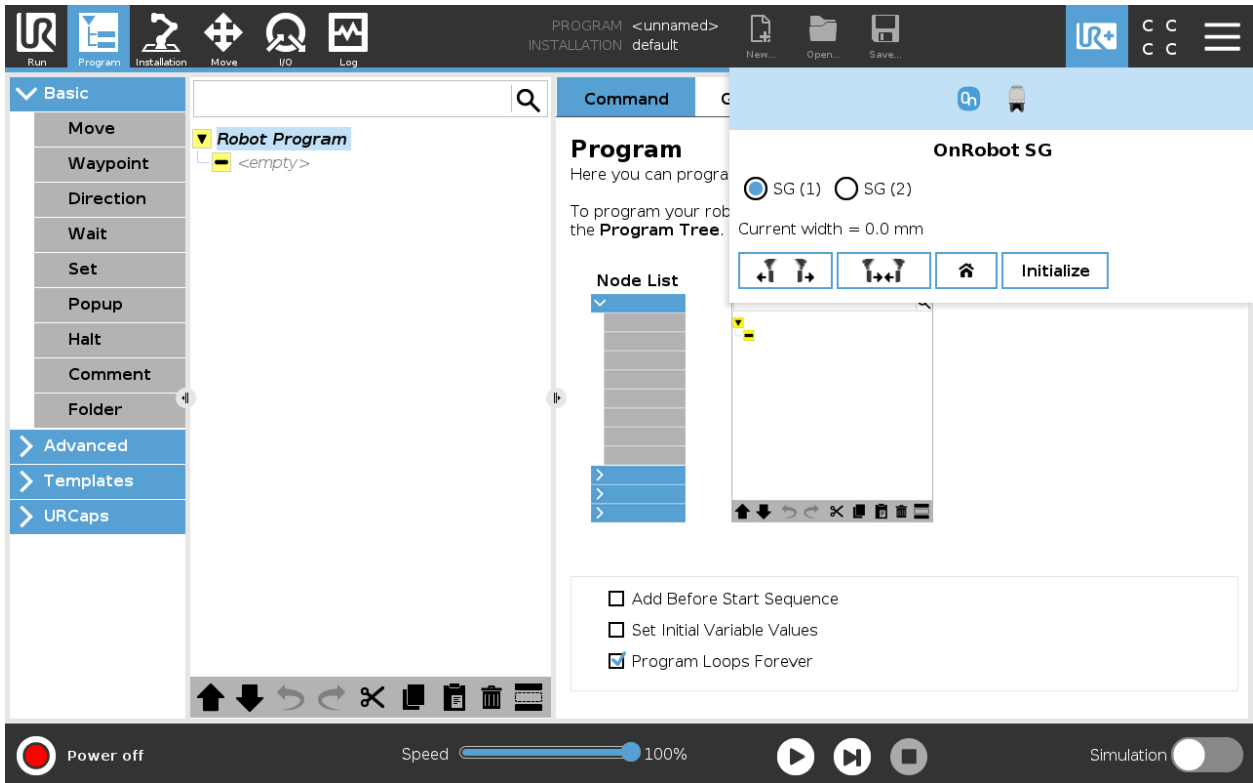 PROGRAM <unnamed>
INSTALLATION default
UR+
C C
C C
Run
Program
Installation
Move
I/O
Log
New...
Open...
Save...
Basic
Move
Waypoint
Direction
Wait
Set
Popup
Halt
Comment
Folder
Advanced
Templates
URCaps
Robot Program
<empty>
Command
G
Program
Here you can progra
To program your rob
the Program Tree.
Node List
On
OnRobot SG
SG (1) SG (2)
Current width = 0.0 mm
Initialize
Add Before Start Sequence
Set Initial Variable Values
Program Loops Forever
Power off
Speed 100%
Simulation